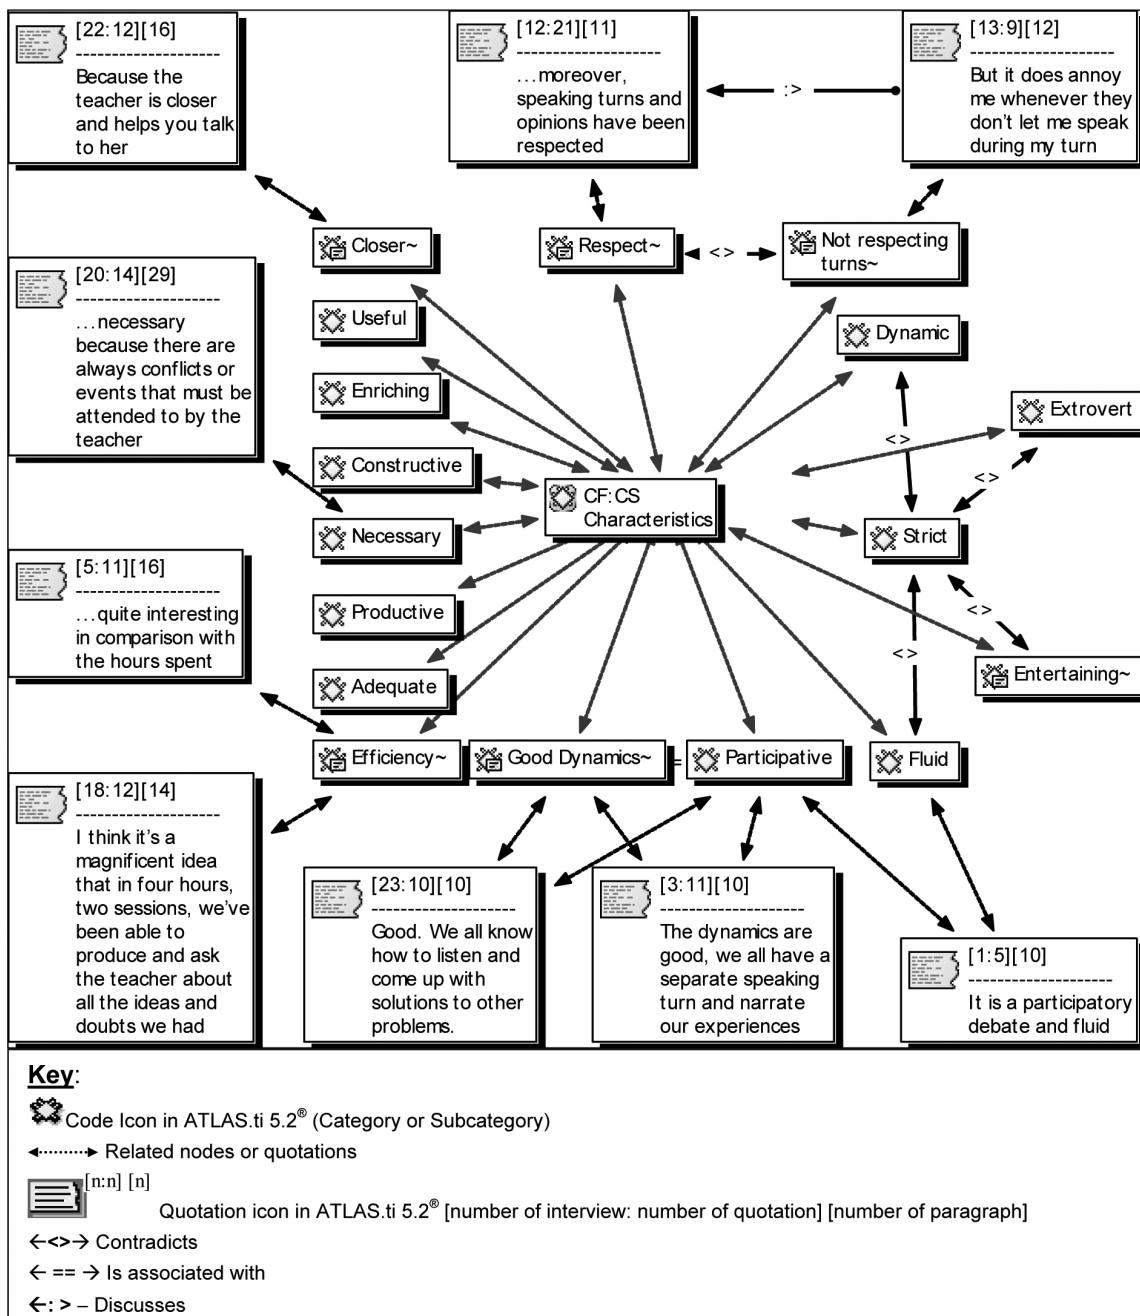 [22:12][16]
--------------------
Because the
teacher is closer
and helps you talk
to her
[12:21][11]
--------------------
…moreover,
speaking turns and
opinions have been
respected
:>
[13:9][12]
--------------------
But it does annoy
me whenever they
don't let me speak
during my turn
Closer~
Respect~
<>
Not respecting
turns~
[20:14][29]
--------------------
…necessary
because there are
always conflicts or
events that must be
attended to by the
teacher
Useful
Dynamic
Enriching
Extrovert
<>
<>
Constructive
CF:CS
Characteristics
Necessary
Strict
[5:11][16]
--------------------
…quite interesting
in comparison with
the hours spent
Productive
<>
<>
Adequate
Entertaining~
Efficiency~
Good Dynamics~
=
Participative
Fluid
[18:12][14]
--------------------
I think it's a
magnificent idea
that in four hours,
two sessions, we've
been able to
produce and ask
the teacher about
all the ideas and
doubts we had
[23:10][10]
--------------------
Good. We all know
how to listen and
come up with
solutions to other
problems.
[3:11][10]
--------------------
The dynamics are
good, we all have a
separate speaking
turn and narrate
our experiences
[1:5][10]
--------------------
It is a participatory
debate and fluid
Key:
Code Icon in ATLAS.ti 5.2® (Category or Subcategory)
Related nodes or quotations
[n:n] [n]
Quotation icon in ATLAS.ti 5.2® [number of interview: number of quotation] [number of paragraph]
←<>→ Contradicts
← == → Is associated with
←: > – Discusses